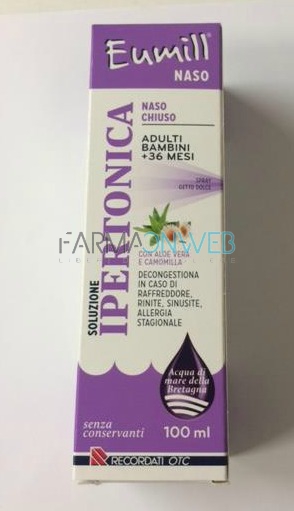 Eumill®
NASO
NASO
CHIUSO
ADULTI
BAMBINI
+36 MESI
SPRAY
GETTO DOLCE
SOLUZIONE
IPERTONICA
FARMAONWEB
CON ALOE VERA
E CAMOMILLA
DECONGESTIONA
IN CASO DI
RAFFREDDORE,
RINITE, SINUSITE,
ALLERGIA
STAGIONALE
Acqua di
mare della
Bretagna
senza
conservanti
100 ml
RECORDATI OTC